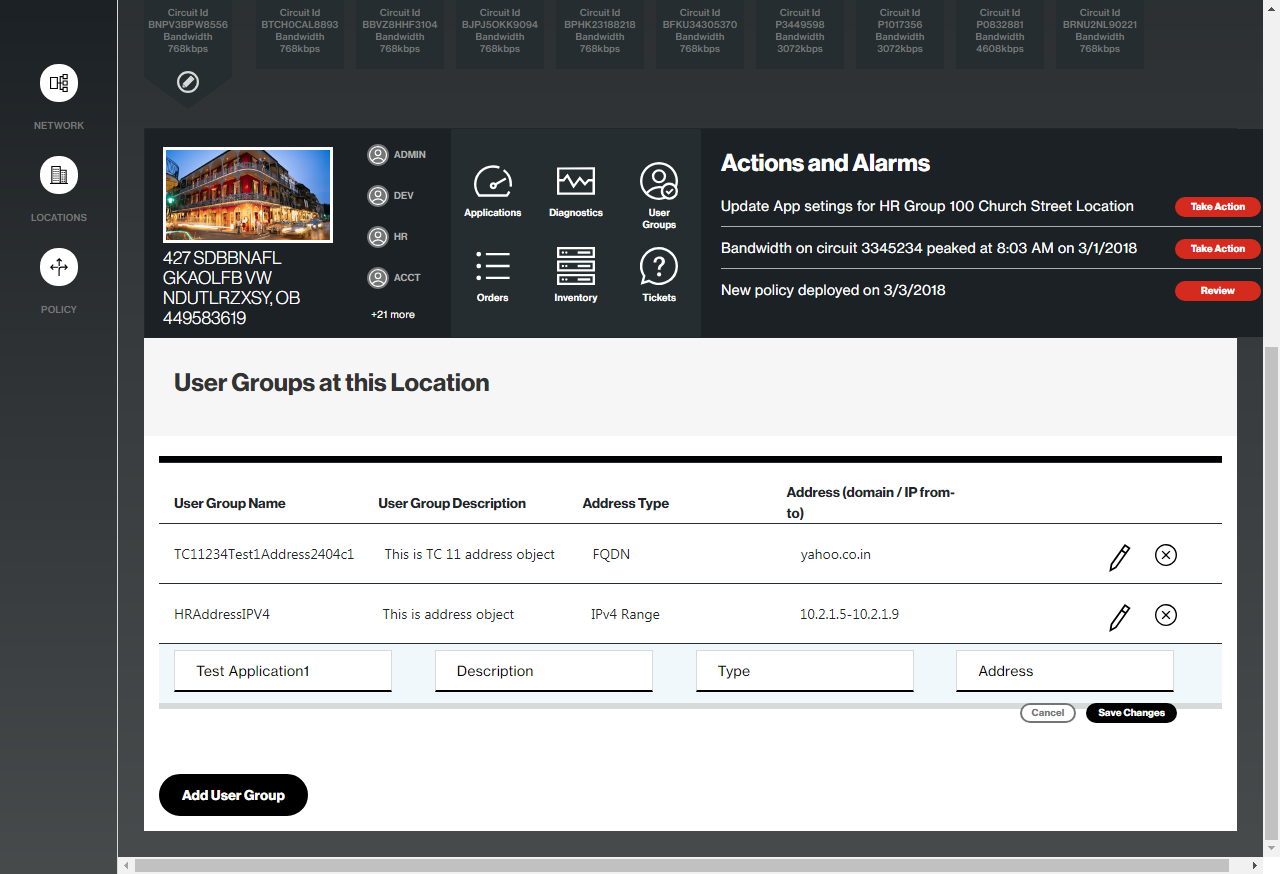 Circuit Id
BNPV3BPW8556
Bandwidth
768kbps
Circuit Id
BTCH0CAL8893
Bandwidth
768kbps
Circuit Id
BBVZ8HHF3104
Bandwidth
768kbps
Circuit Id
BJPJ5OKK9094
Bandwidth
768kbps
Circuit Id
BPHK23188218
Bandwidth
768kbps
Circuit Id
BFKU34305370
Bandwidth
768kbps
Circuit Id
P3449598
Bandwidth
3072kbps
Circuit Id
P1017356
Bandwidth
3072kbps
Circuit Id
P0832881
Bandwidth
4608kbps
Circuit Id
BRNU2NL90221
Bandwidth
768kbps
NETWORK
LOCATIONS
POLICY
427 SDBBNAFL
GKAOLFB VW
NDUTLRZXSY, OB
449583619
ADMIN
DEV
HR
ACCT
+21 more
Applications
Diagnostics
User
Groups
Orders
Inventory
Tickets
Actions and Alarms
Update App setings for HR Group 100 Church Street Location
Take Action
Bandwidth on circuit 3345234 peaked at 8:03 AM on 3/1/2018
Take Action
New policy deployed on 3/3/2018
Review
User Groups at this Location
User Group Name
User Group Description
Address Type
Address (domain / IP from-
to)
TC11234Test1Address2404c1
This is TC 11 address object
FQDN
yahoo.co.in
HRAddressIPV4
This is address object
IPv4 Range
10.2.1.5-10.2.1.9
Test Application1
Description
Type
Address
Cancel
Save Changes
Add User Group